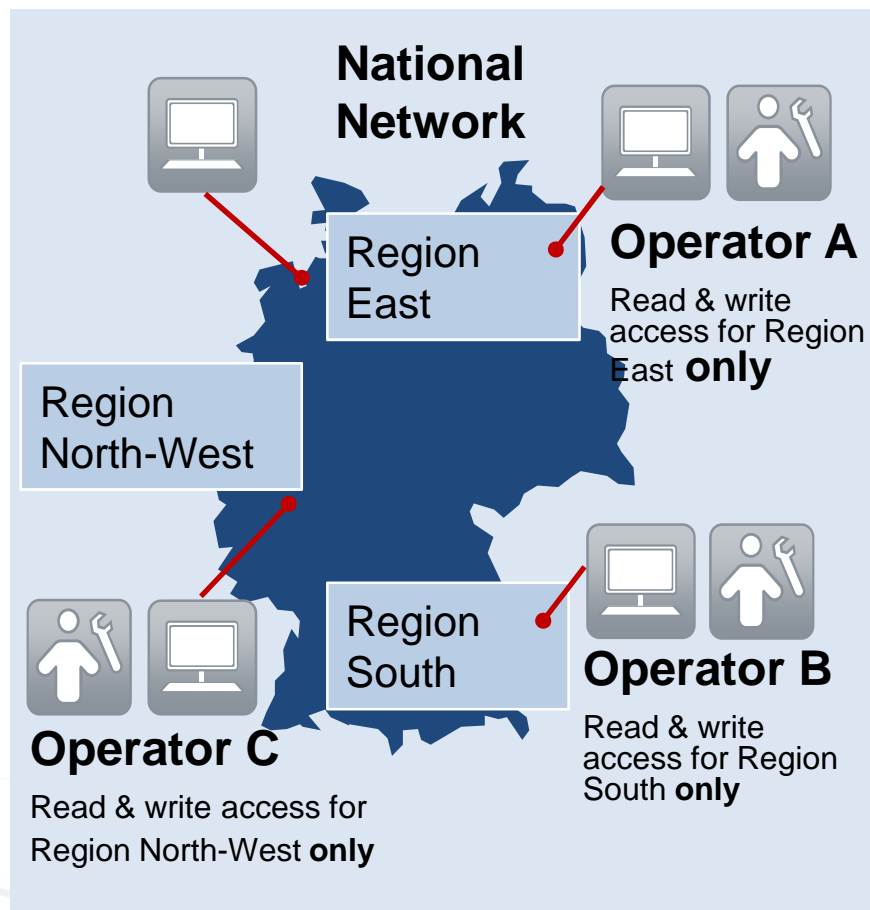 National
Network
Region
East
Operator A
Read & write
access for Region
East only
Region
North-West
Region
South
Operator B
Read & write
access for Region
South only
Operator C
Read & write access for
Region North-West only